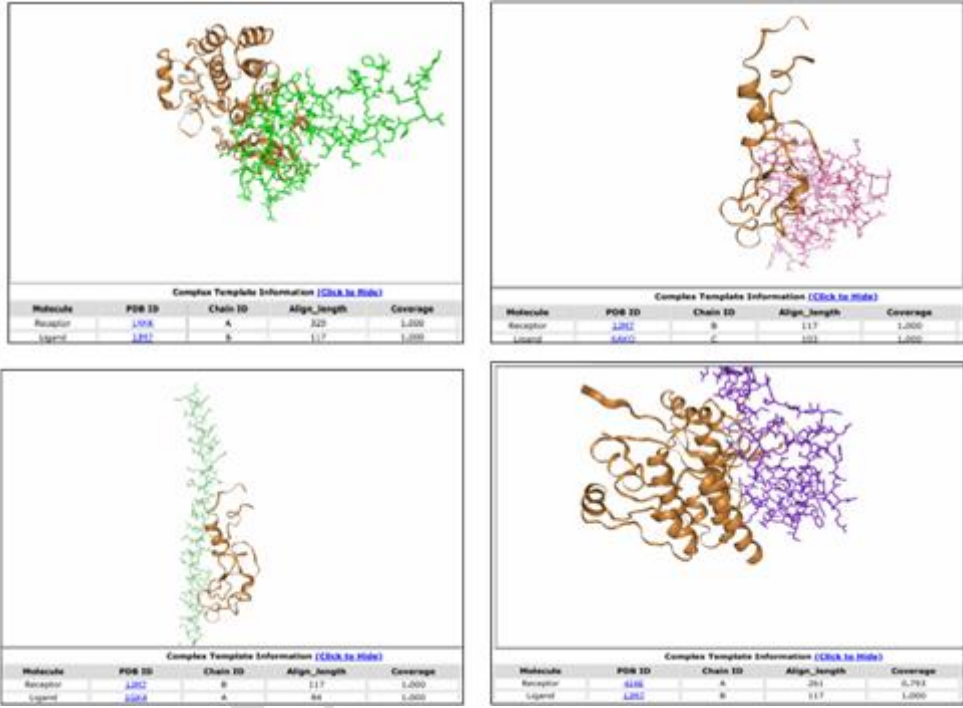 Complex Template Information (Click to Hide)
Molecule PDB ID Chain ID Align_length Coverage
Receptor A 1.000
Ligand B 117 1.000
Complex Template Information (Click to Hide)
Molecule PDB ID Chain ID Align_length Coverage
Receptor B 117 1.000
Ligand C 103 1.000
Complex Template Information (Click to Hide)
Molecule PDB ID Chain ID Align_length Coverage
Receptor B 117 1.000
Ligand A 1.000
Complex Template Information (Click to Hide)
Molecule PDB ID Chain ID Align_length Coverage
Receptor A 261 0.793
Ligand B 117 1.000